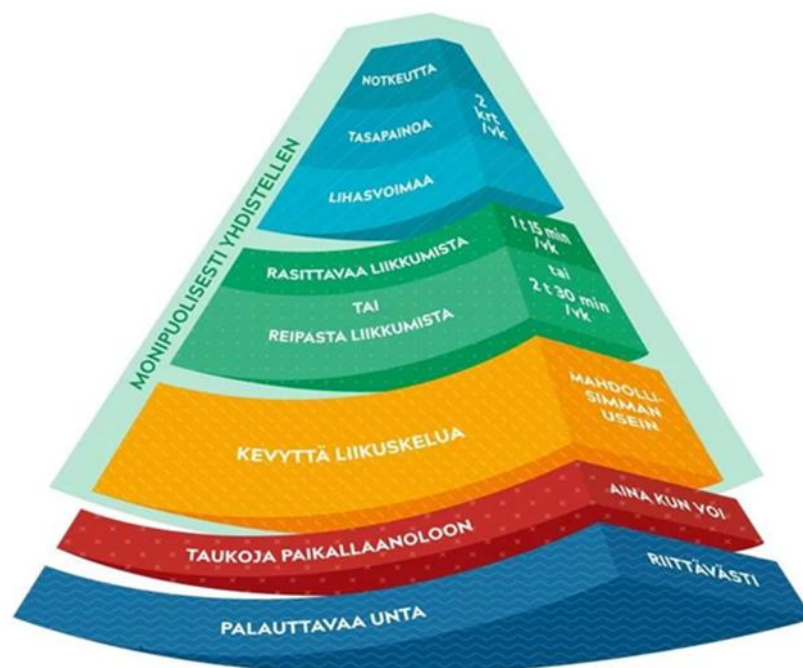 MONIPUOLISESTI YHDISTELLEN
NOTKEUTTA
TASAPAINOA
LIHASVOIMAA
2
krt
/vk
RASITTAVAA LIIKKUMISTA
1 t 15 min
/vk
TAI
tai
REIPASTA LIIKKUMISTA
2 t 30 min
/vk
KEVYTTÄ LIIKUSKELUA
MAHDOLLI-
SIMMAN
USEIN
TAUKOJA PAIKALLAANOLOON
AINA KUN VOI
PALAUTTAVAA UNTA
RIITTÄVÄSTI